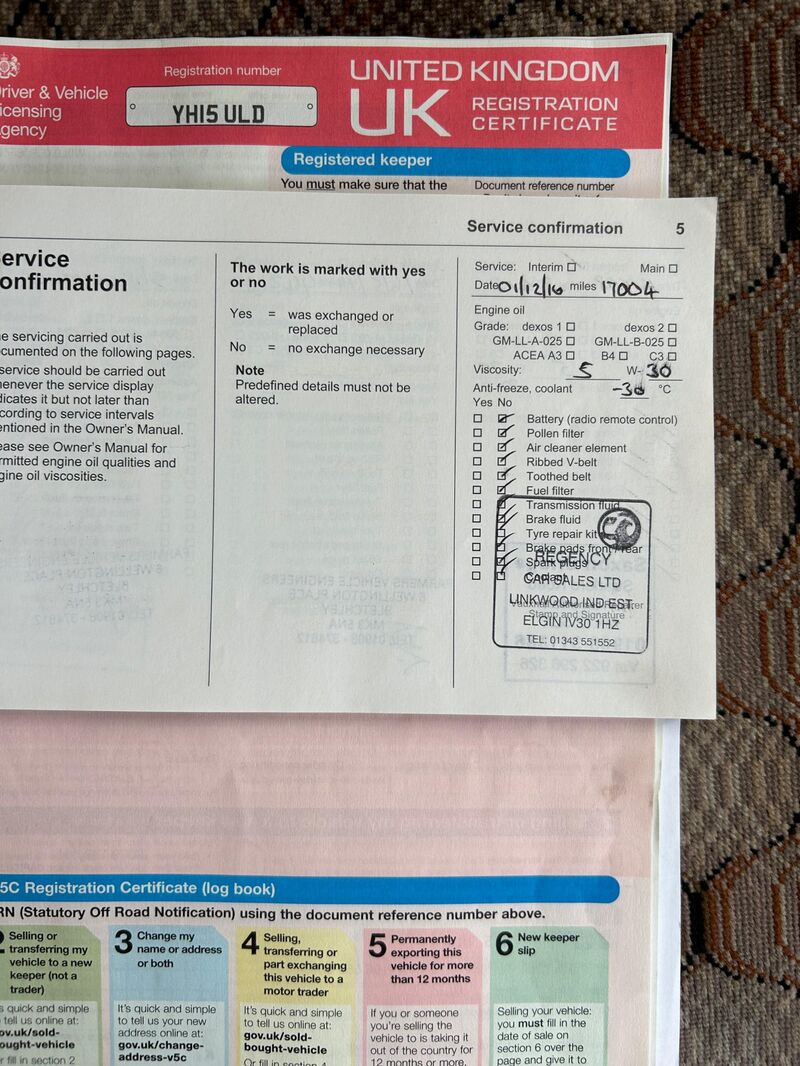 Driver & Vehicle
Licensing
Agency
Registration number
YH15 ULD
UNITED KINGDOM
UK
REGISTRATION
CERTIFICATE
Registered keeper
You must make sure that the
Document reference number
Service confirmation 5
ervice
onfirmation
e servicing carried out is
cumented on the following pages.
service should be carried out
henever the service display
dicates it but not later than
cording to service intervals
entioned in the Owner's Manual.
ease see Owner's Manual for
rmitted engine oil qualities and
gine oil viscosities.
The work is marked with yes
or no
Yes = was exchanged or
replaced
No = no exchange necessary
Note
Predefined details must not be
altered.
Service: Interim ☐ Main ☐
Date 01/12/16 miles 17004
Engine oil
Grade: dexos 1 ☐ dexos 2 ☐
GM-LL-A-025 ☐ GM-LL-B-025 ☐
ACEA A3 ☐ B4 ☐ C3 ☐
Viscosity: 5 W- 30
Anti-freeze, coolant -30 °C
Yes No
Battery (radio remote control)
Pollen filter
Air cleaner element
Ribbed V-belt
Toothed belt
Fuel filter
Transmission fluid
Brake fluid
Tyre repair kit
Brake pads front / rear
Spark plugs
Coolant
Stamp and Signature
REGENCY
CAR SALES LTD
LINKWOOD IND EST
ELGIN IV30 1HZ
TEL: 01343 551552
5C Registration Certificate (log book)
RN (Statutory Off Road Notification) using the document reference number above.
Selling or
transferring my
vehicle to a new
keeper (not a
trader)
s quick and simple
tell us online at:
ov.uk/sold-
ought-vehicle
r fill in section 2
3 Change my
name or address
or both
It's quick and simple
to tell us your new
address online at:
gov.uk/change-
address-v5c
4 Selling,
transferring or
part exchanging
this vehicle to a
motor trader
It's quick and simple
to tell us online at:
gov.uk/sold-
bought-vehicle
Or fill in section 4
5 Permanently
exporting this
vehicle for more
than 12 months
If you or someone
you're selling the
vehicle to is taking it
out of the country for
12 months or more,
6 New keeper
slip
Selling your vehicle:
you must fill in the
date of sale on
section 6 over the
page and give it to